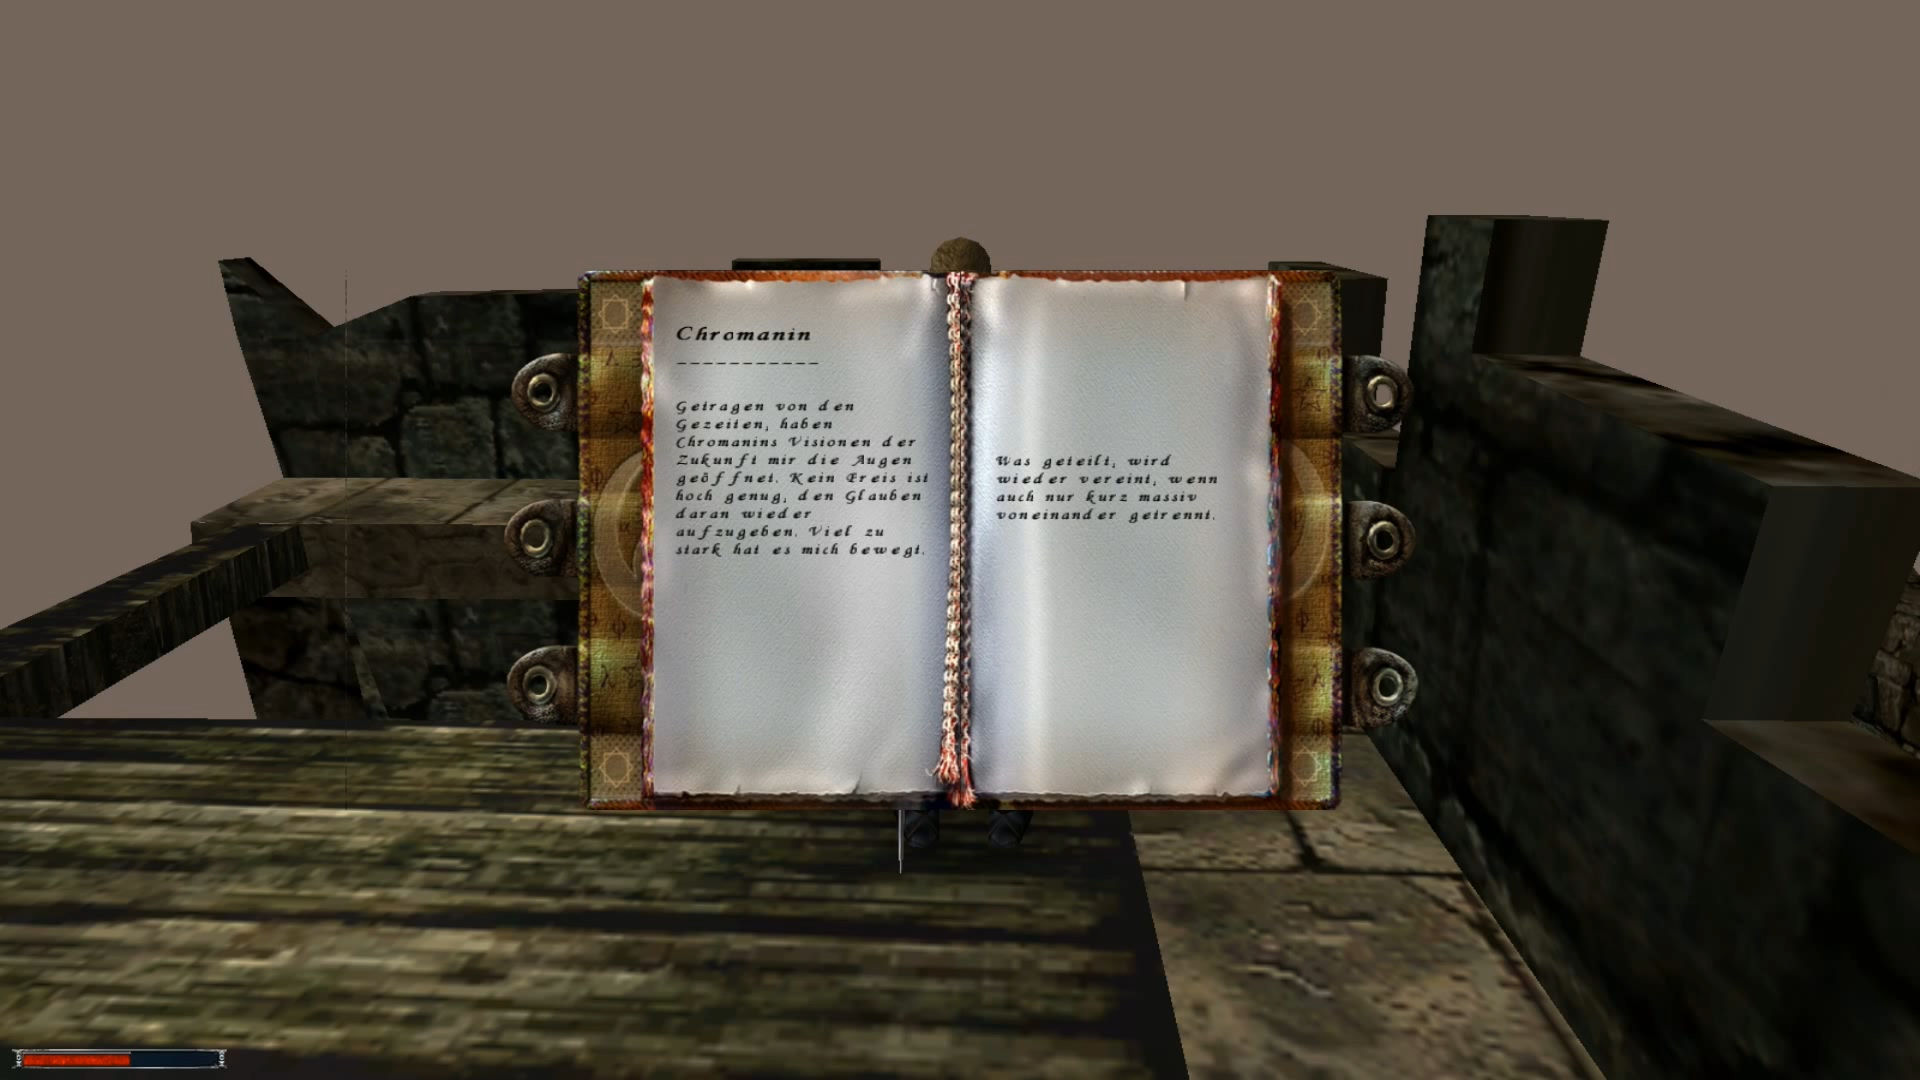 Chromanin
-----------
Getragen von den
Gezeiten, haben
Chromanins Visionen der
Zukunft mir die Augen
geöffnet. Kein Preis ist
hoch genug, den Glauben
daran wieder
aufzugeben. Viel zu
stark hat es mich bewegt.
Was geteilt, wird
wieder vereint, wenn
auch nur kurz massiv
voneinander getrennt.